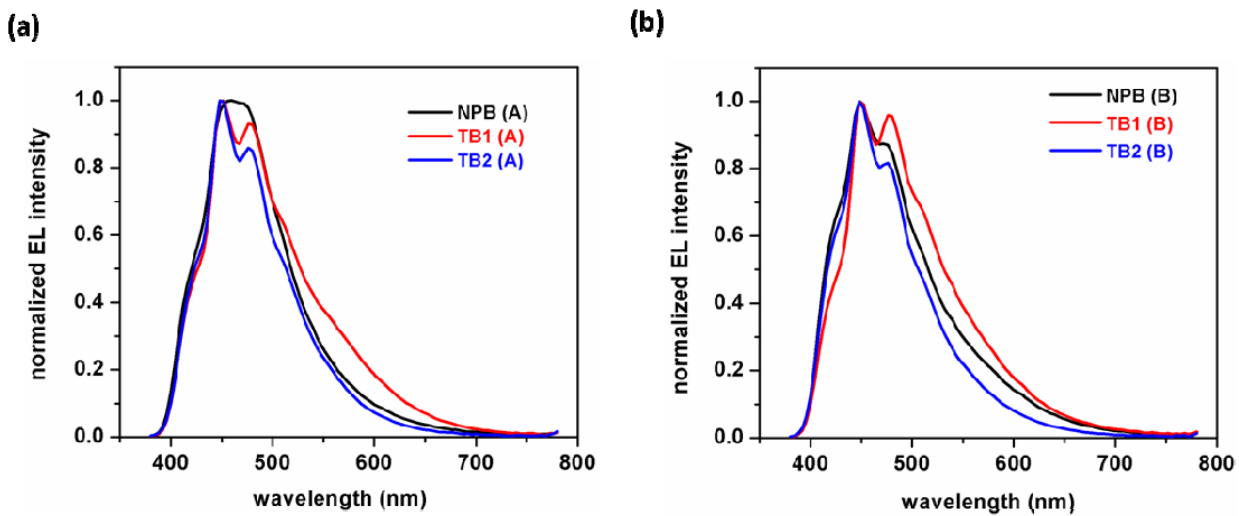 (a)
NPB (A)
TB1 (A)
TB2 (A)
normalized EL intensity
1.0
0.8
0.6
0.4
0.2
0.0
400 500 600 700 800
wavelength (nm)
(b)
NPB (B)
TB1 (B)
TB2 (B)
normalized EL intensity
1.0
0.8
0.6
0.4
0.2
0.0
400 500 600 700 800
wavelength (nm)